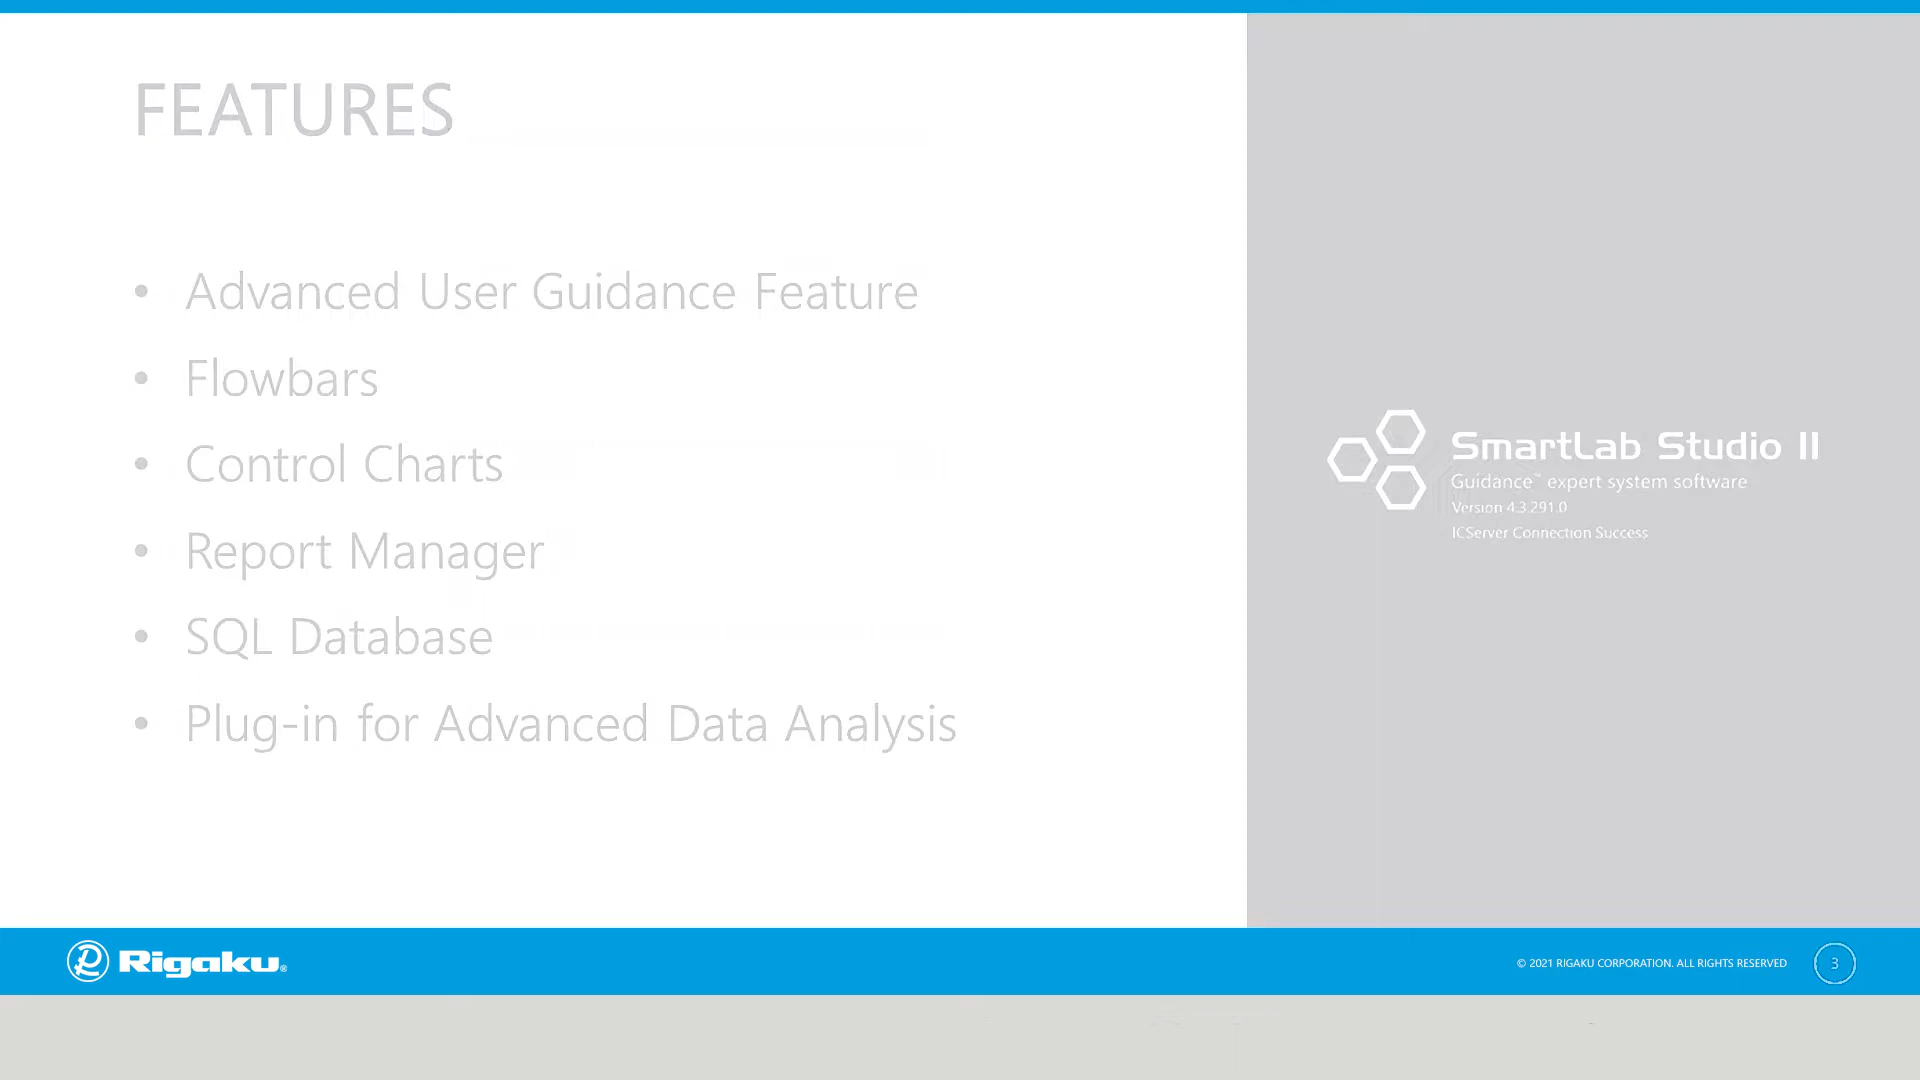 FEATURES
• Advanced User Guidance Feature
• Flowbars
• Control Charts
• Report Manager
• SQL Database
• Plug-in for Advanced Data Analysis
SmartLab Studio II
Guidance™ expert system software
Version 4.3.291.0
ICServer Connection Success
Rigaku®
© 2021 RIGAKU CORPORATION. ALL RIGHTS RESERVED
3